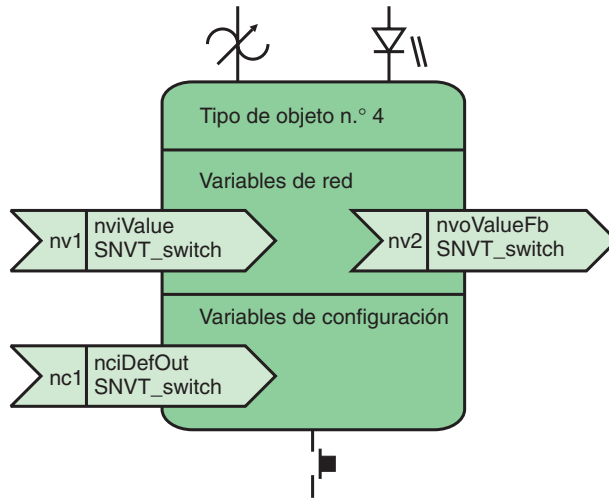 Tipo de objeto n.° 4
Variables de red
nv1
nviValue
SNVT_switch
nv2
nvoValueFb
SNVT_switch
Variables de configuración
nc1
nciDefOut
SNVT_switch